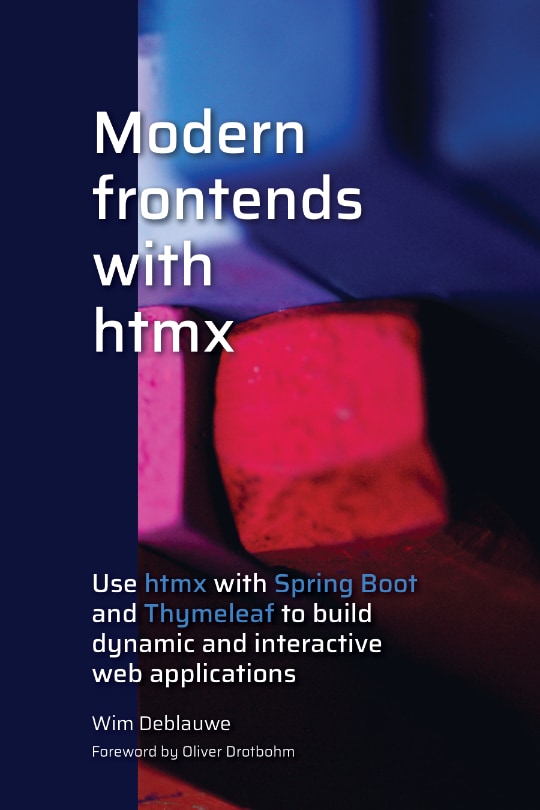 Modern
frontends
with
htmx
Use htmx with Spring Boot
and Thymeleaf to build
dynamic and interactive
web applications
Wim Deblauwe
Foreword by Oliver Drotbohm